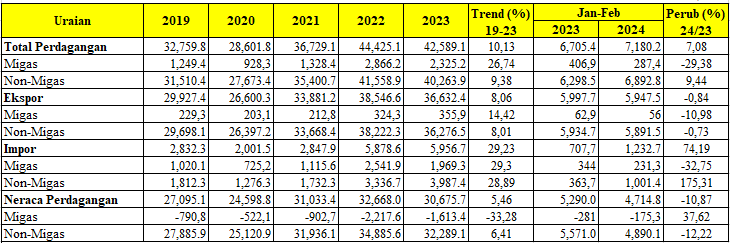 Uraian 2019 2020 2021 2022 2023 Trend (%) 19-23 Jan-Feb 2023 2024 Perub (%) 24/23
Total Perdagangan 32,759.8 28,601.8 36,729.1 44,425.1 42,589.1 10,13 6,705.4 7,180.2 7,08
Migas 1,249.4 928,3 1,328.4 2,866.2 2,325.2 26,74 406,9 287,4 -29,38
Non-Migas 31,510.4 27,673.4 35,400.7 41,558.9 40,263.9 9,38 6,298.5 6,892.8 9,44
Ekspor 29,927.4 26,600.3 33,881.2 38,546.6 36,632.4 8,06 5,997.7 5,947.5 -0,84
Migas 229,3 203,1 212,8 324,3 355,9 14,42 62,9 56 -10,98
Non-Migas 29,698.1 26,397.2 33,668.4 38,222.3 36,276.5 8,01 5,934.7 5,891.5 -0,73
Impor 2,832.3 2,001.5 2,847.9 5,878.6 5,956.7 29,23 707,7 1,232.7 74,19
Migas 1,020.1 725,2 1,115.6 2,541.9 1,969.3 29,3 344 231,3 -32,75
Non-Migas 1,812.3 1,276.3 1,732.3 3,336.7 3,987.4 28,89 363,7 1,001.4 175,31
Neraca Perdagangan 27,095.1 24,598.8 31,033.4 32,668.0 30,675.7 5,46 5,290.0 4,714.8 -10,87
Migas -790,8 -522,1 -902,7 -2,217.6 -1,613.4 -33,28 -281 -175,3 37,62
Non-Migas 27,885.9 25,120.9 31,936.1 34,885.6 32,289.1 6,41 5,571.0 4,890.1 -12,22